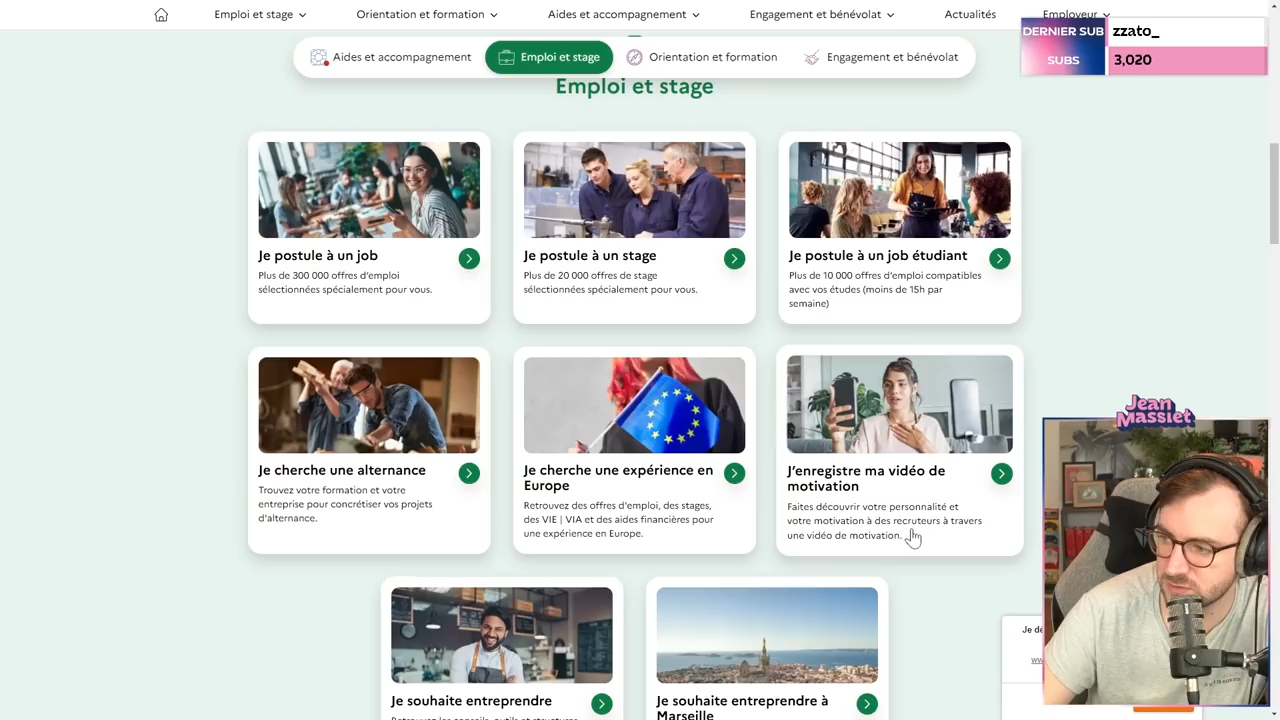 Emploi et stage
Orientation et formation
Aides et accompagnement
Engagement et bénévolat
Actualités
Employeur
DERNIER SUB
zzato_
SUBS
3,020
Aides et accompagnement
Emploi et stage
Orientation et formation
Engagement et bénévolat
Emploi et stage
Je postule à un job
Plus de 300 000 offres d'emploi
sélectionnées spécialement pour vous.
Je postule à un stage
Plus de 20 000 offres de stage
sélectionnées spécialement pour vous.
Je postule à un job étudiant
Plus de 10 000 offres d'emploi compatibles
avec vos études (moins de 15h par
semaine)
Je cherche une alternance
Trouvez votre formation et votre
entreprise pour concrétiser vos projets
d'alternance.
Je cherche une expérience en
Europe
Retrouvez des offres d'emploi, des stages,
des VIE | VIA et des aides financières pour
une expérience en Europe.
J'enregistre ma vidéo de
motivation
Faites découvrir votre personnalité et
votre motivation à des recruteurs à travers
une vidéo de motivation.
Jean
Massiet
Je souhaite entreprendre
Je souhaite entreprendre à
Marseille
Je